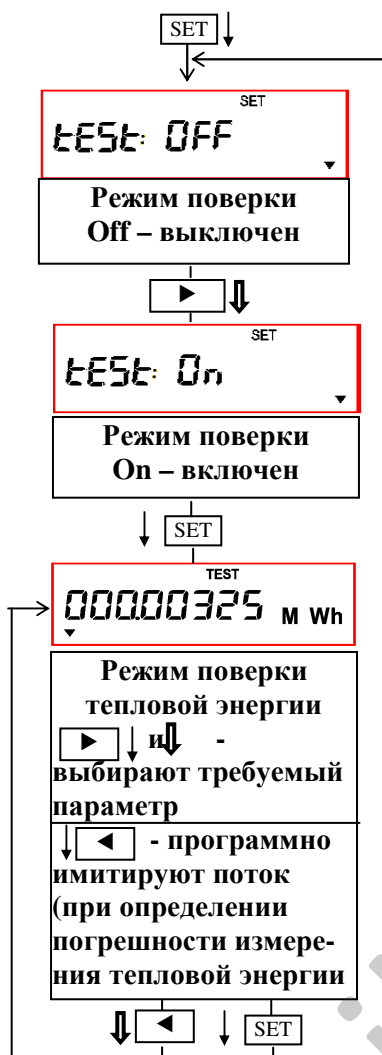 SET
SET
tESt: OFF
Режим поверки
Off – выключен
SET
tESt: On
Режим поверки
On – включен
SET
TEST
000.00325 M Wh
Режим поверки
тепловой энергии
и -
выбирают требуемый
параметр
- программно
имитируют поток
(при определении
погрешности измере-
ния тепловой энергии
SET